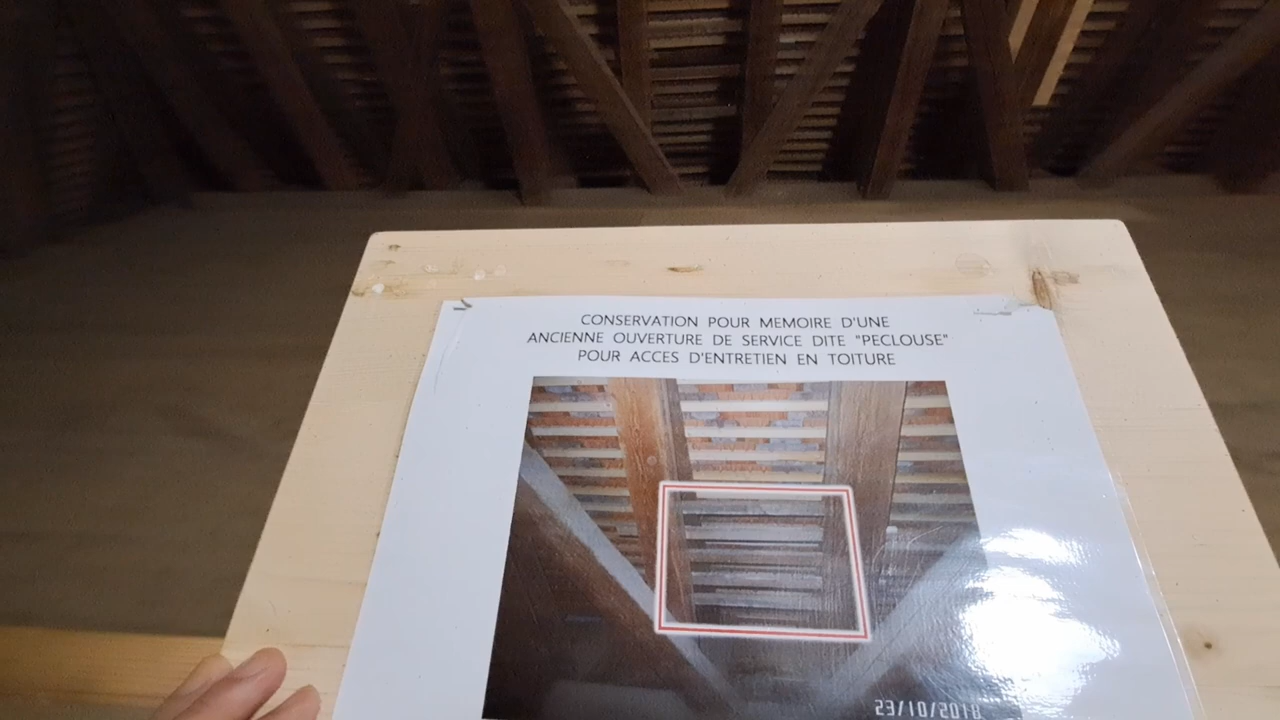 CONSERVATION POUR MEMOIRE D'UNE
ANCIENNE OUVERTURE DE SERVICE DITE "PECLOUSE"
POUR ACCES D'ENTRETIEN EN TOITURE
23/10/2018